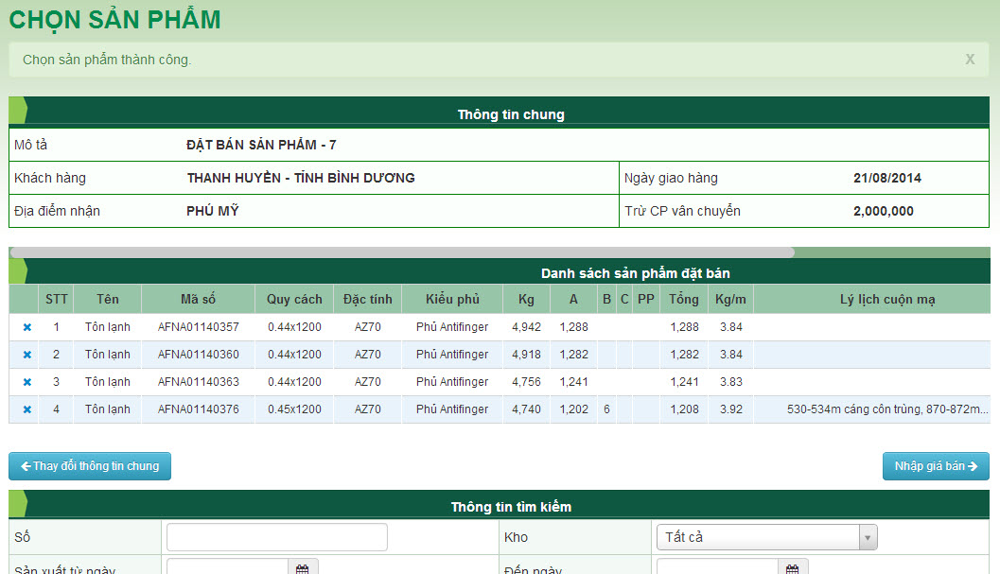 CHỌN SẢN PHẨM
Chọn sản phẩm thành công. X
Thông tin chung
Mô tả ĐẶT BÁN SẢN PHẨM - 7
Khách hàng THANH HUYỀN - TỈNH BÌNH DƯƠNG Ngày giao hàng 21/08/2014
Địa điểm nhận PHÚ MỸ Trừ CP vân chuyển 2,000,000
Danh sách sản phẩm đặt bán
STT Tên Mã số Quy cách Đặc tính Kiểu phủ Kg A B C PP Tổng Kg/m Lý lịch cuộn mạ
1 Tôn lạnh AFNA01140357 0.44x1200 AZ70 Phủ Antifinger 4,942 1,288 1,288 3.84
2 Tôn lạnh AFNA01140360 0.44x1200 AZ70 Phủ Antifinger 4,918 1,282 1,282 3.84
3 Tôn lạnh AFNA01140363 0.44x1200 AZ70 Phủ Antifinger 4,756 1,241 1,241 3.83
4 Tôn lạnh AFNA01140376 0.45x1200 AZ70 Phủ Antifinger 4,740 1,202 6 1,208 3.92 530-534m cáng côn trùng, 870-872m...
Thay đổi thông tin chung Nhập giá bán
Thông tin tìm kiếm
Số Kho Tất cả
Sản xuất từ ngày Đến ngày